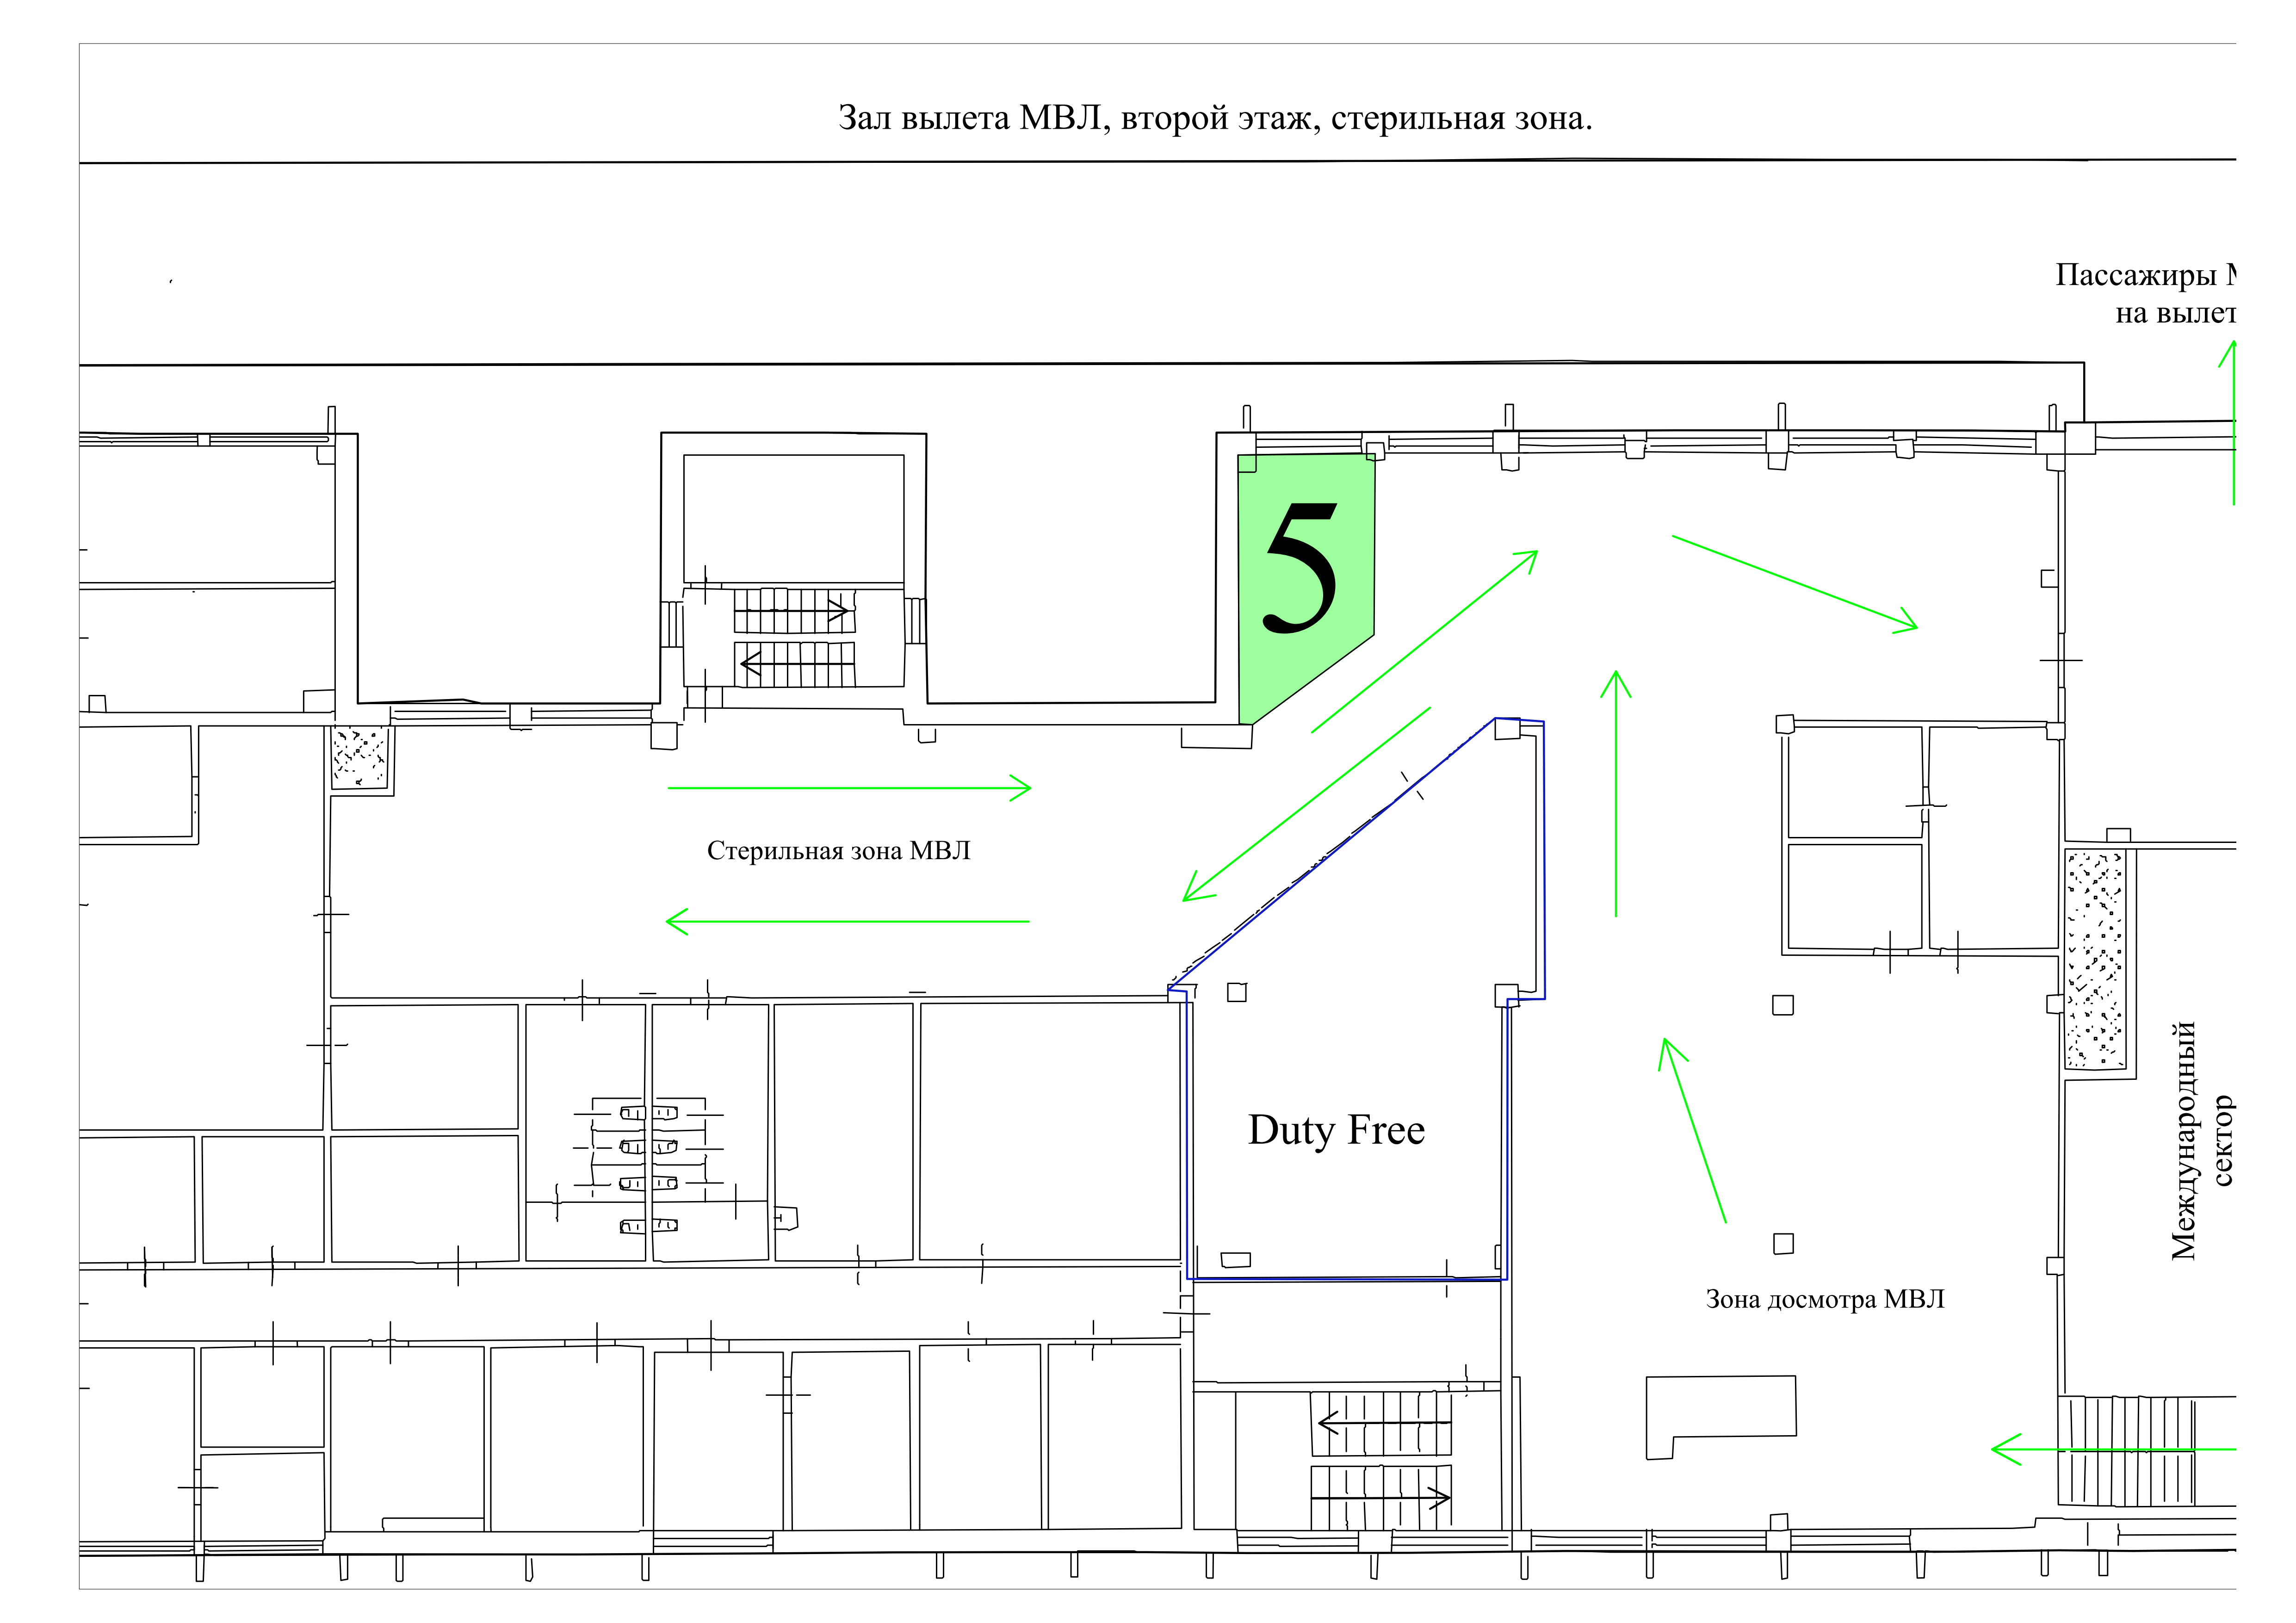 Зал вылета МВЛ, второй этаж, стерильная зона.
Пассажиры
на вылет
5
Стерильная зона МВЛ
Duty Free
Международный
сектор
Зона досмотра МВЛ